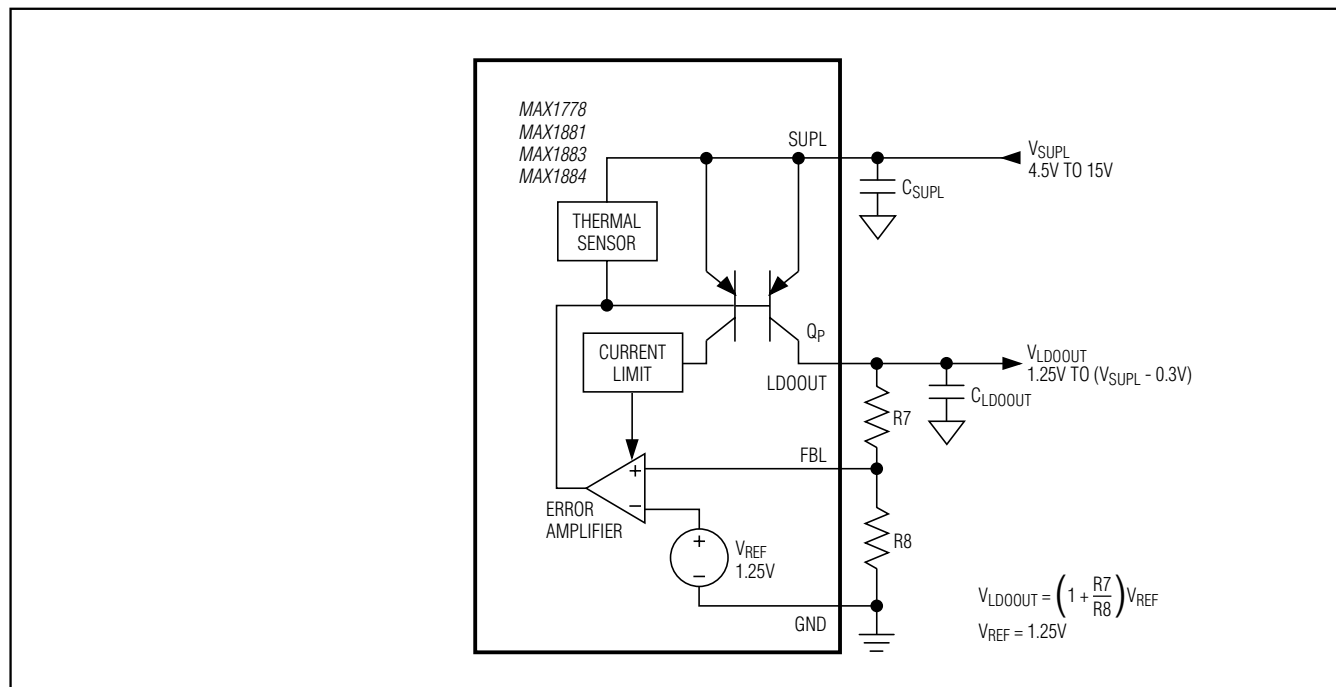 MAX1778
MAX1881
MAX1883
MAX1884
SUPL
VSUPL
4.5V TO 15V
CSUPL
THERMAL
SENSOR
QP
CURRENT
LIMIT
LDOOUT
VLDOOUT
1.25V TO (VSUPL - 0.3V)
CLDOOUT
R7
FBL
+
−
ERROR
AMPLIFIER
+
−
VREF
1.25V
R8
GND
VLDOOUT = (1 + R7/R8) VREF
VREF = 1.25V